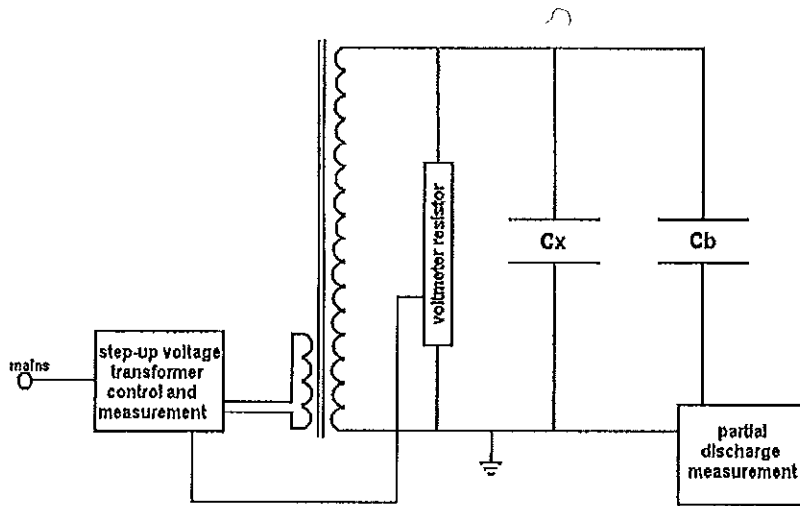 mains
step-up voltage
transformer
control and
measurement
voltmeter resistor
Cx
Cb
partial
discharge
measurement